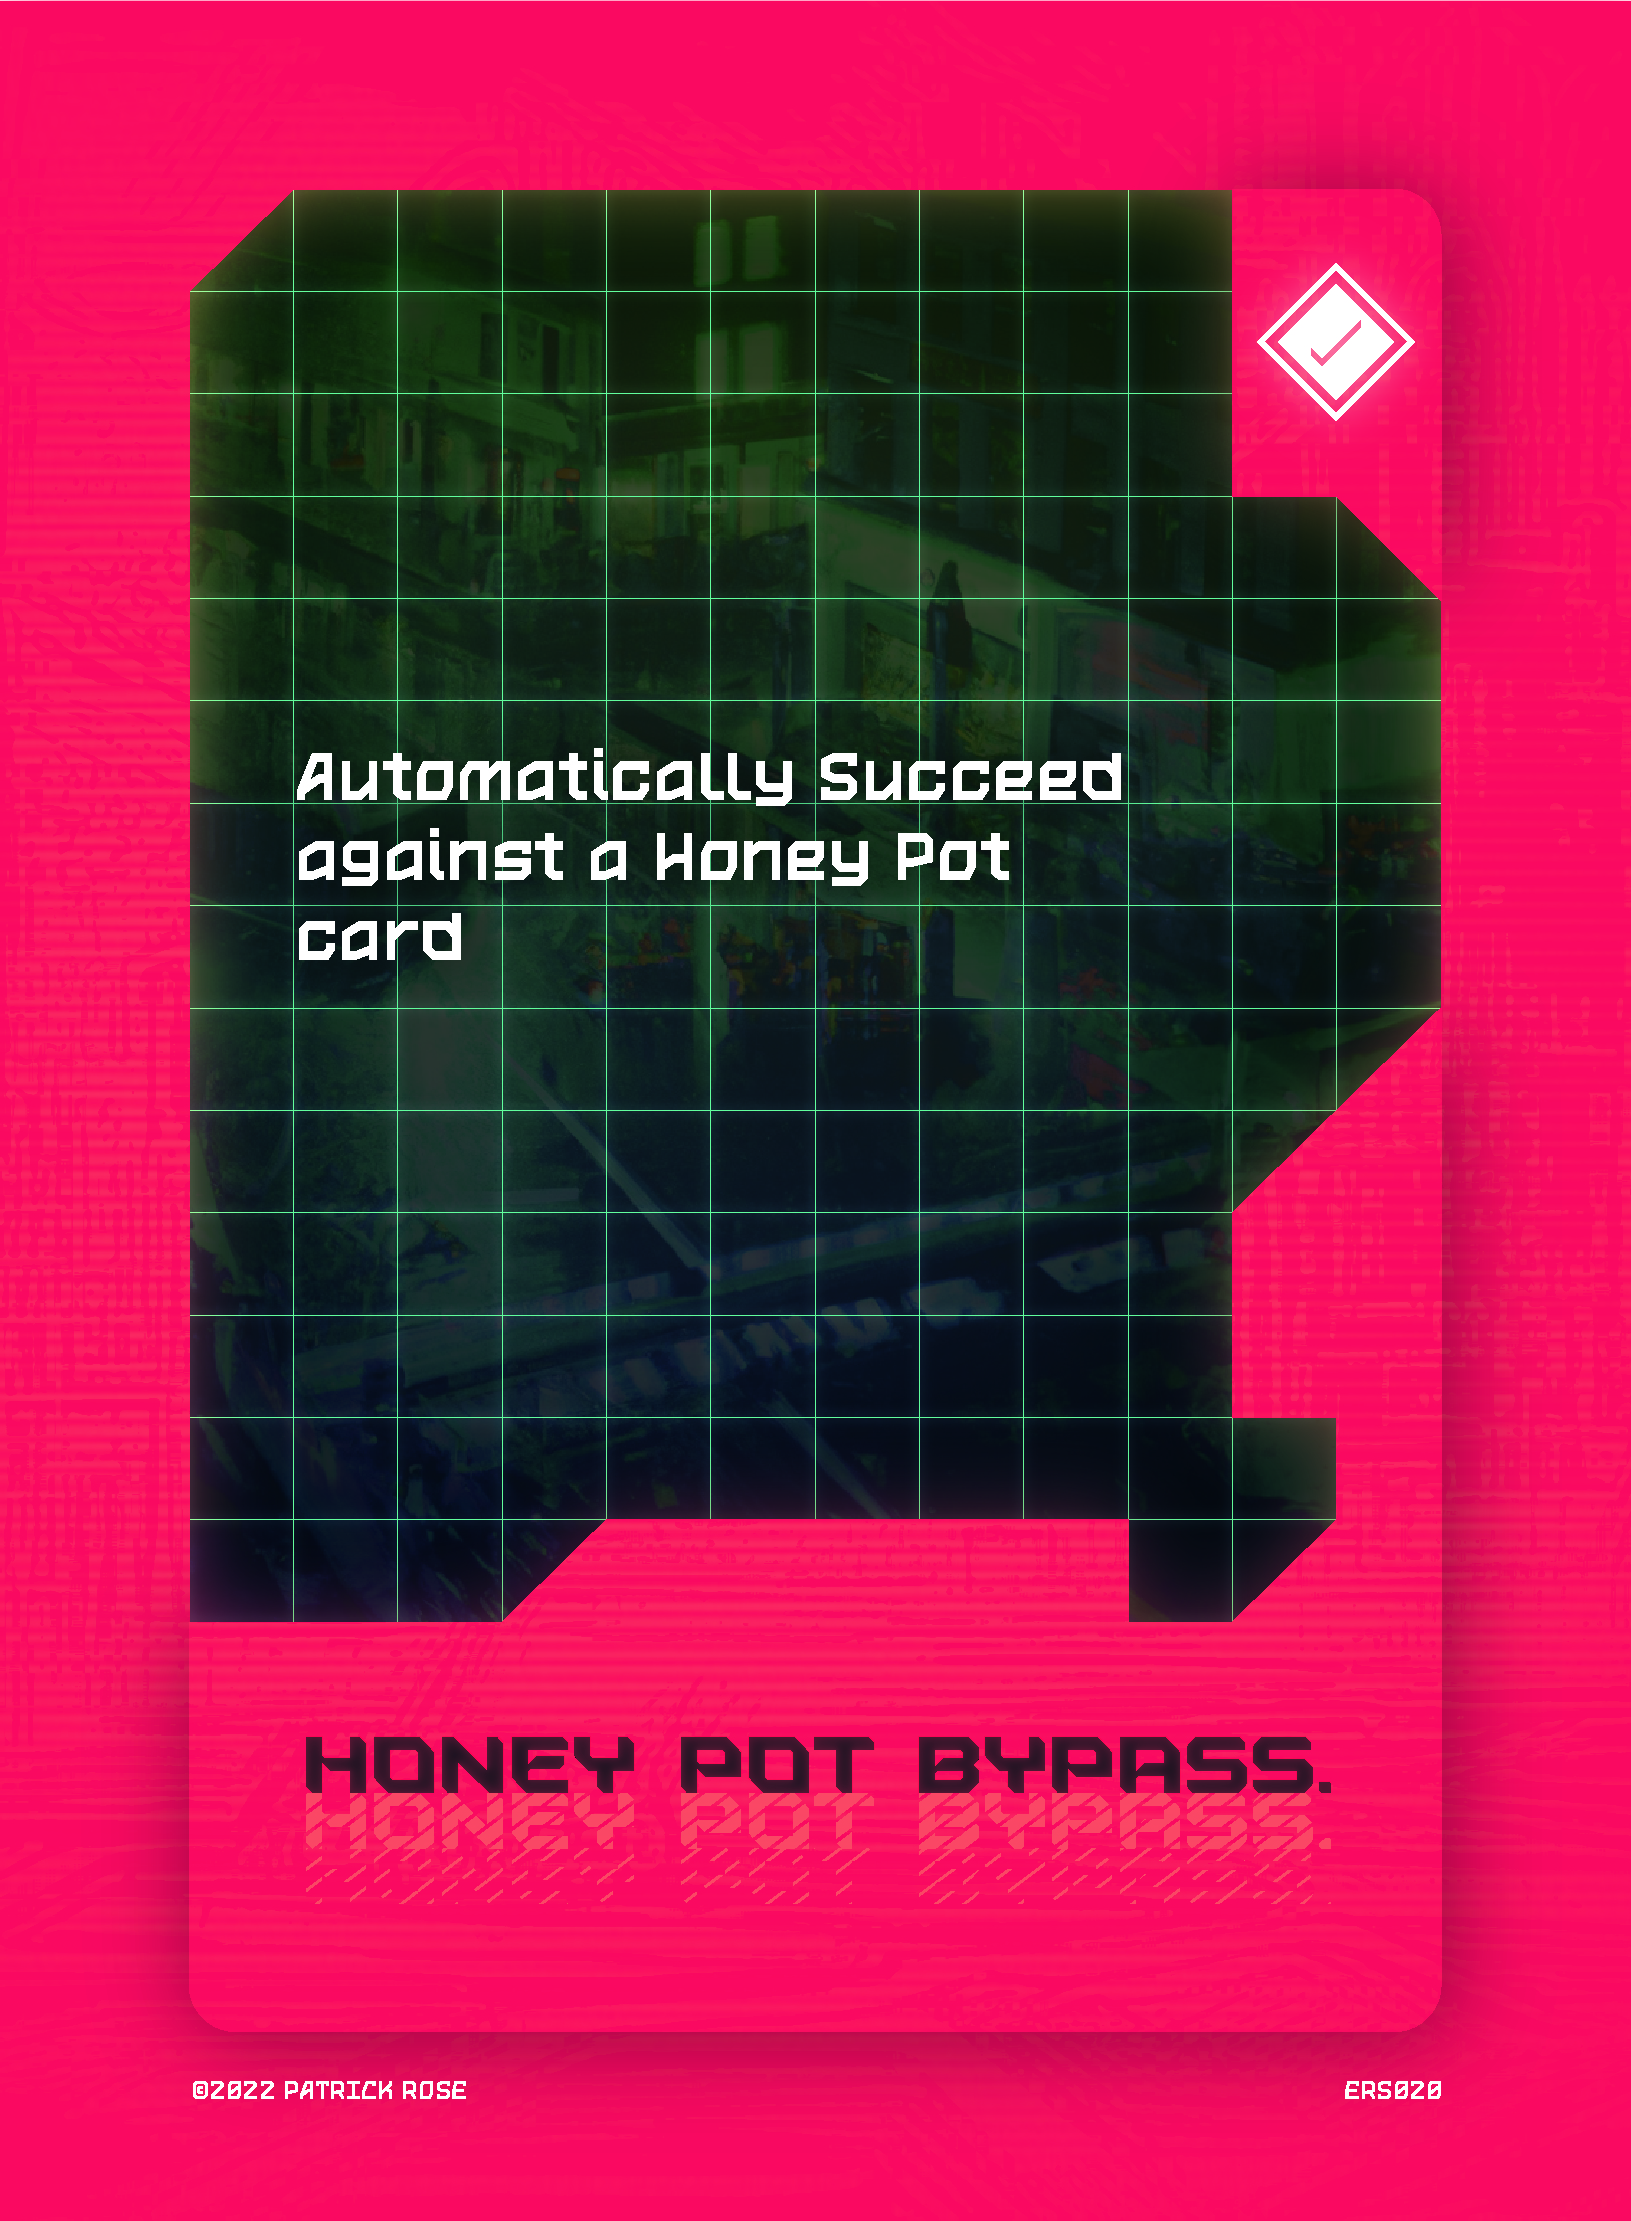 Automatically Succeed
against a Honey Pot
card
HONEY POT BYPASS.
HONEY POT BYPASS.
©2022 PATRICK ROSE
ERS020